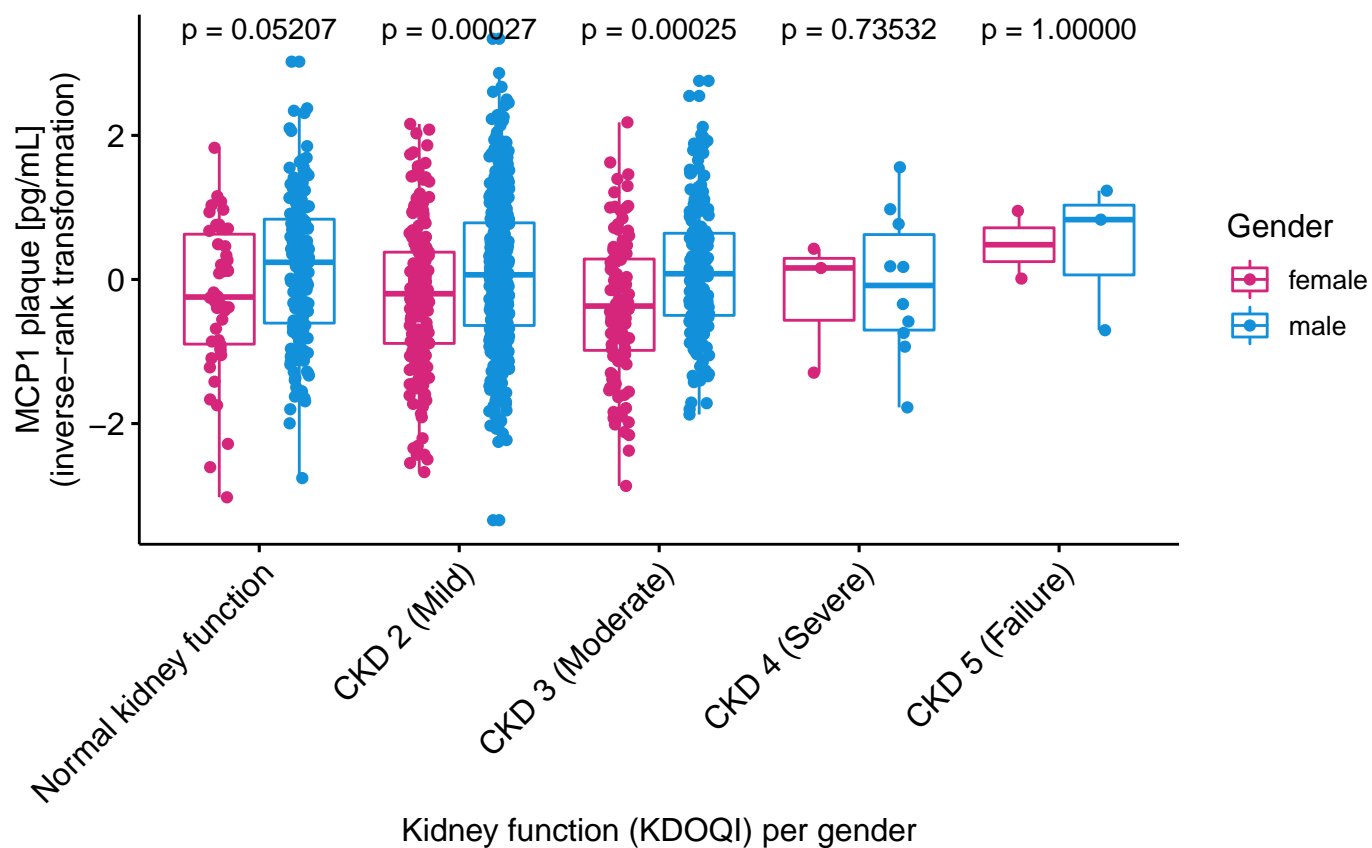 p = 0.05207 p = 0.00027 p = 0.00025 p = 0.73532 p = 1.00000
MCP1 plaque [pg/mL]
(inverse−rank transformation)
2
0
−2
Normal kidney function
CKD 2 (Mild)
CKD 3 (Moderate)
CKD 4 (Severe)
CKD 5 (Failure)
Kidney function (KDOQI) per gender
Gender
female
male